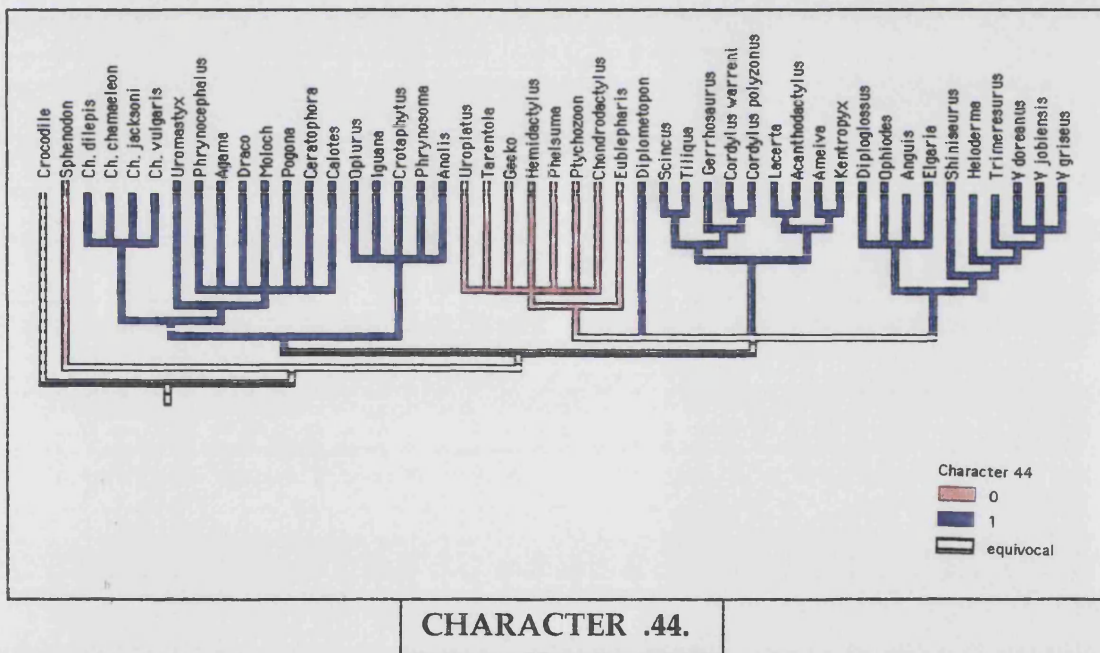 Crocodile
Sphenodon
Ch. dilepis
Ch. chamaeleon
Ch. jacksoni
Ch. vulgaris
Uromastyx
Phrynocephalus
Agama
Draco
Moloch
Pogona
Ceratophora
Calotes
Oplurus
Iguana
Crotaphytus
Phrynosoma
Anolis
Uroplatus
Tarentola
Gecko
Hemidactylus
Phelsuma
Ptychozoon
Chondrodactylus
Eublepharis
Diplometopon
Scincus
Tiliqua
Gerrhosaurus
Cordylus warreni
Cordylus polyzonus
Lacerta
Acanthodactylus
Ameiva
Kentropyx
Diploglossus
Ophiodes
Anguis
Elgaria
Shinisaurus
Heloderma
Trimeresurus
V doreanus
V jobiensis
V griseus
Character 44
0
1
equivocal
CHARACTER .44.